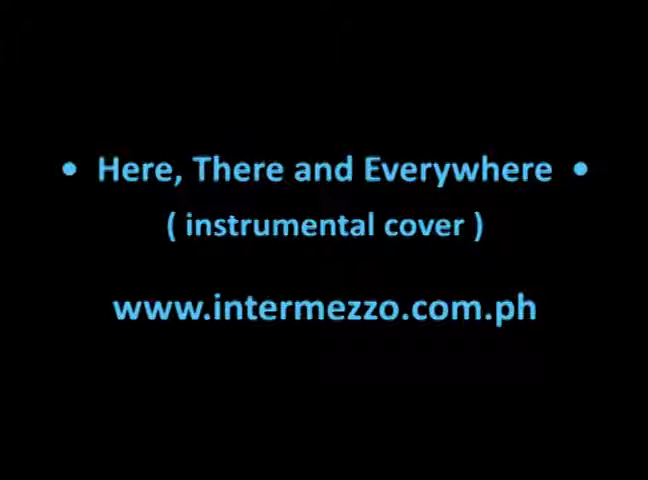 • Here, There and Everywhere •
( instrumental cover )
www.intermezzo.com.ph